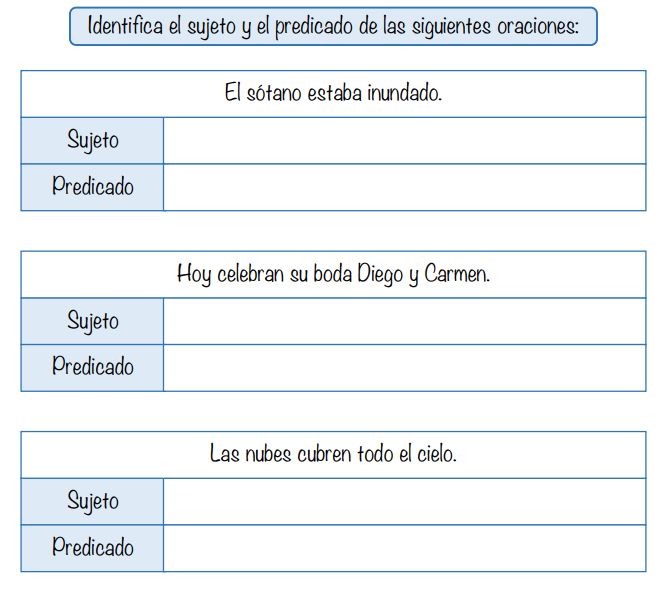 Identifica el sujeto y el predicado de las siguientes oraciones:
El sótano estaba inundado.
Sujeto
Predicado
Hoy celebran su boda Diego y Carmen.
Sujeto
Predicado
Las nubes cubren todo el cielo.
Sujeto
Predicado